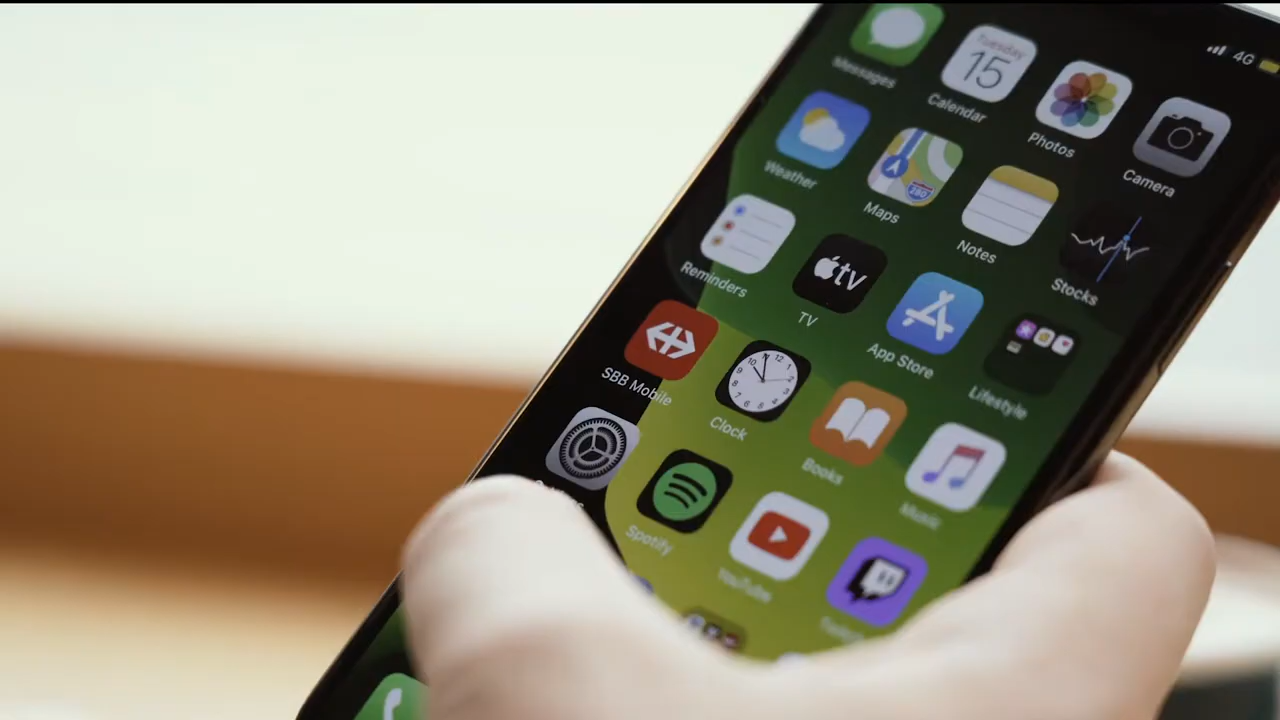 4G
Messages
Tuesday
15
Calendar
Photos
Camera
Weather
280
Maps
Notes
Stocks
Reminders
tv
TV
App Store
Lifestyle
SBB Mobile
Clock
Books
Music
Spotify
YouTube